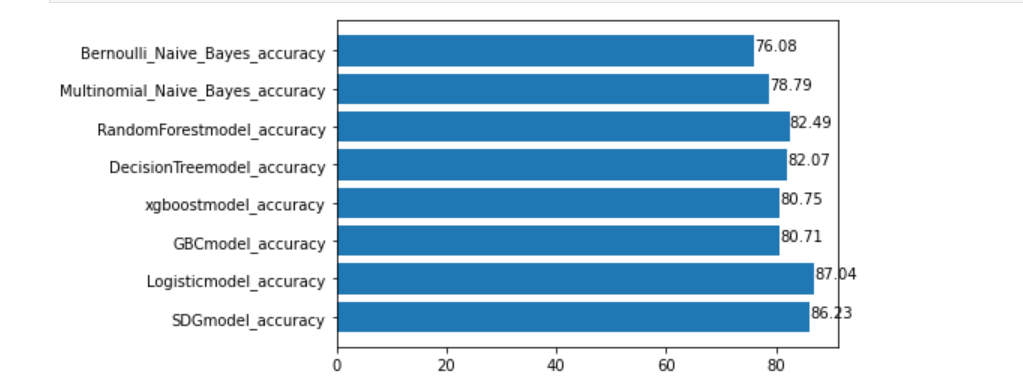 Bernoulli_Naive_Bayes_accuracy 76.08
Multinomial_Naive_Bayes_accuracy 78.79
RandomForestmodel_accuracy 82.49
DecisionTreemodel_accuracy 82.07
xgboostmodel_accuracy 80.75
GBCmodel_accuracy 80.71
Logisticmodel_accuracy 87.04
SDGmodel_accuracy 86.23
0 20 40 60 80